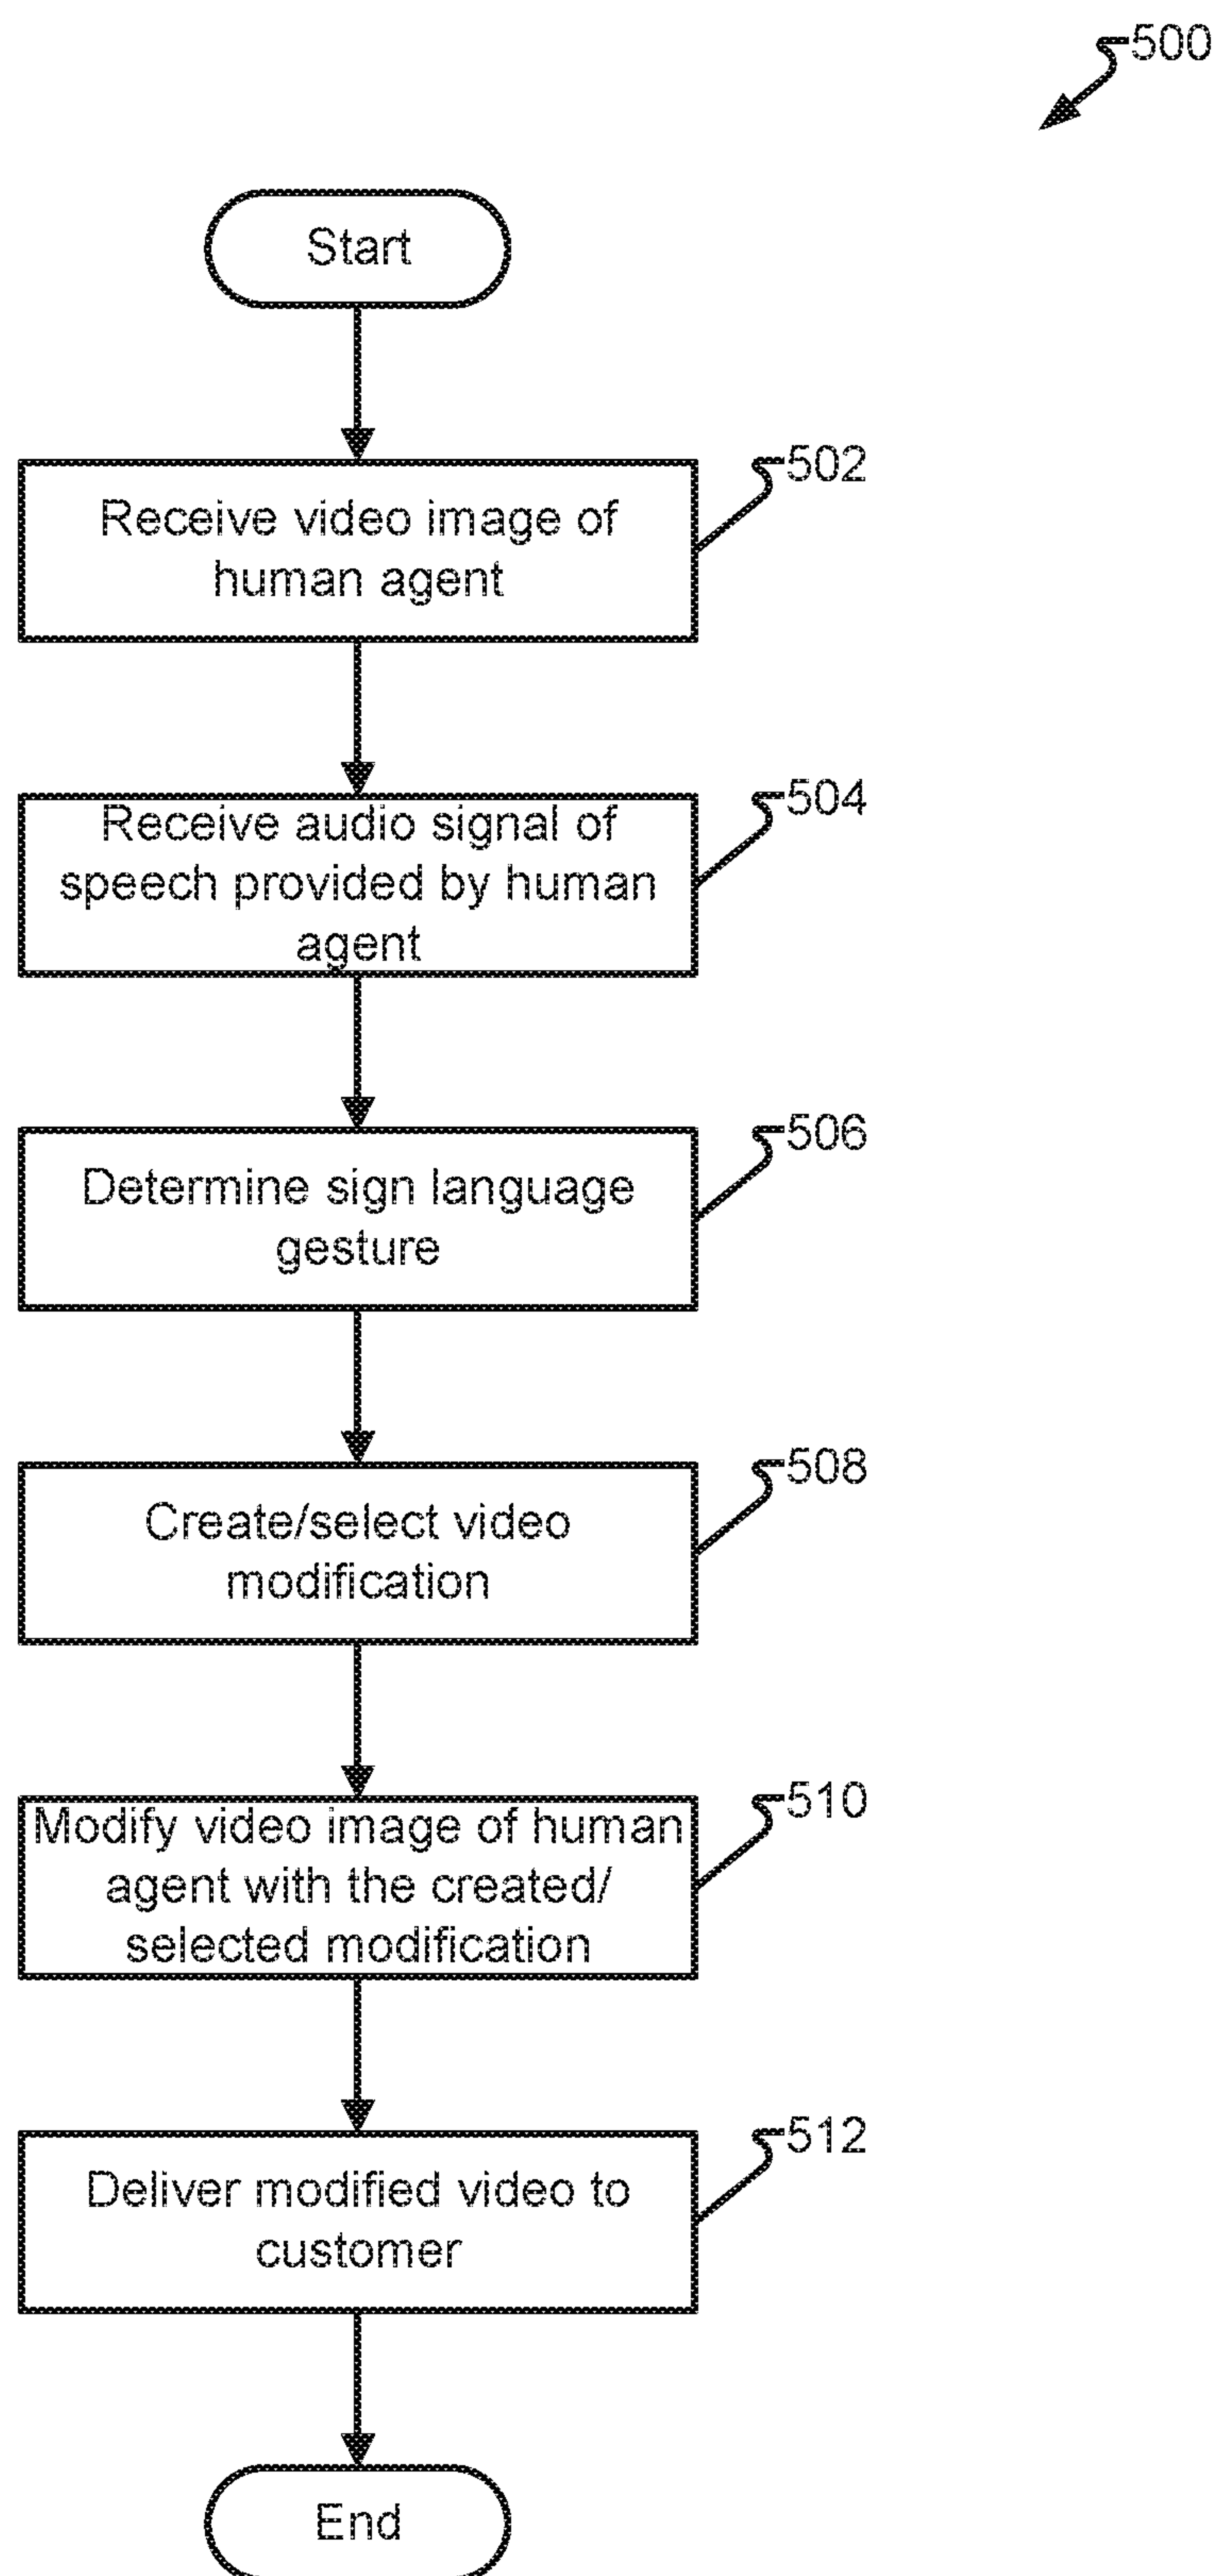 500
Start
502
Receive video image of
human agent
504
Receive audio signal of
speech provided by human
agent
506
Determine sign language
gesture
508
Create/select video
modification
510
Modify video image of human
agent with the created/
selected modification
512
Deliver modified video to
customer
End